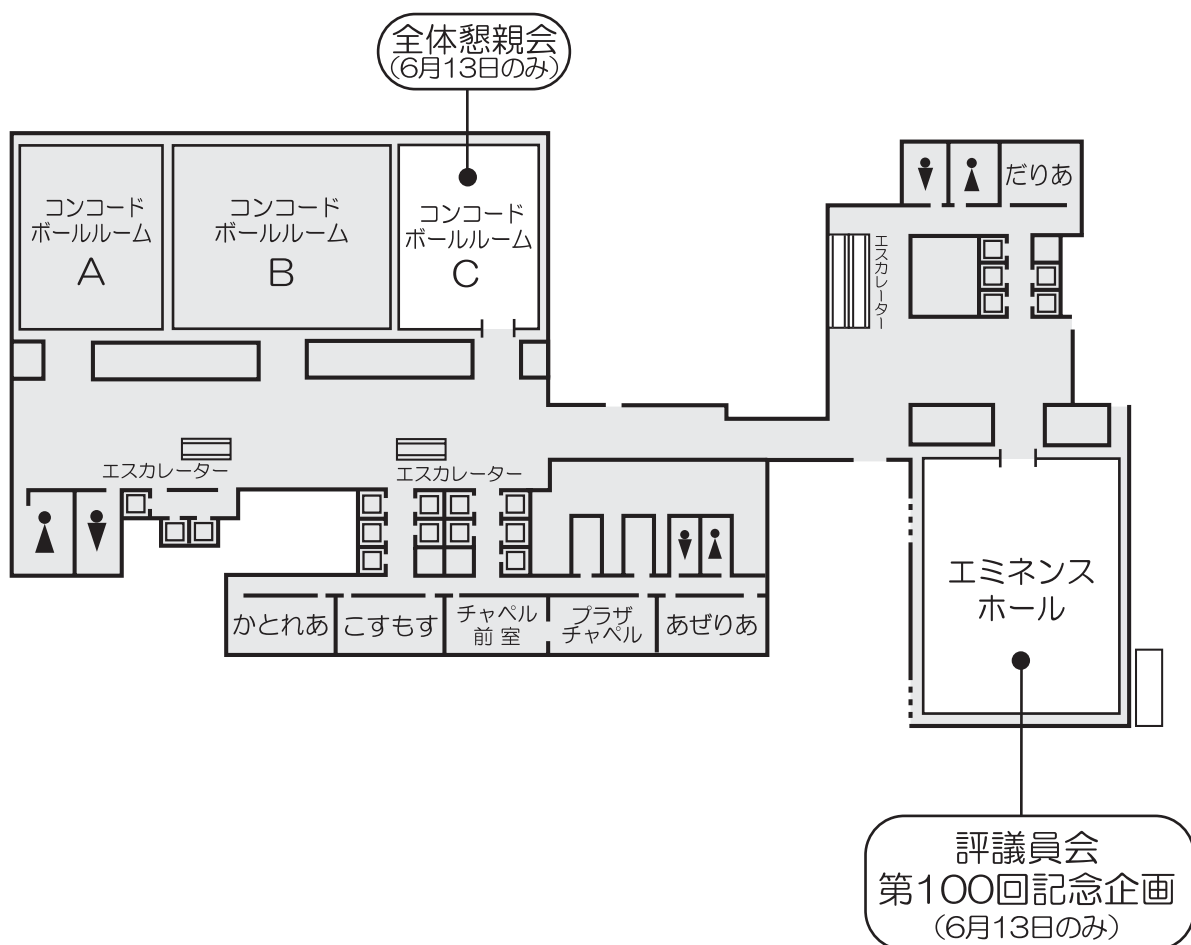 全体懇親会
(6月13日のみ)
コンコード
ボールルーム
A
コンコード
ボールルーム
B
コンコード
ボールルーム
C
だりあ
エスカレーター
エスカレーター
エスカレーター
かとれあ
こすもす
チャペル
前室
プラザ
チャペル
あぜりあ
エミネンス
ホール
評議員会
第100回記念企画
(6月13日のみ)